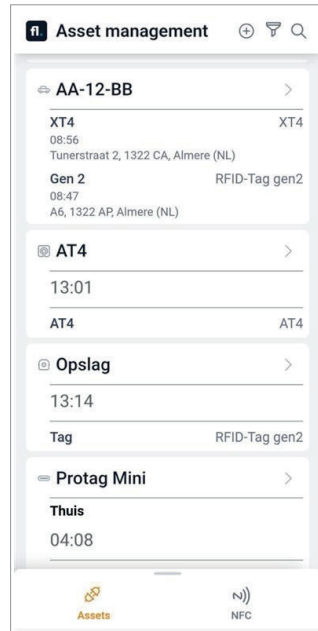 fl. Asset management
AA-12-BB
XT4 XT4
08:56
Tunerstraat 2, 1322 CA, Almere (NL)
Gen 2 RFID-Tag gen2
08:47
A6, 1322 AP, Almere (NL)
AT4
13:01
AT4 AT4
Opslag
13:14
Tag RFID-Tag gen2
Protag Mini
Thuis
04:08
Assets NFC